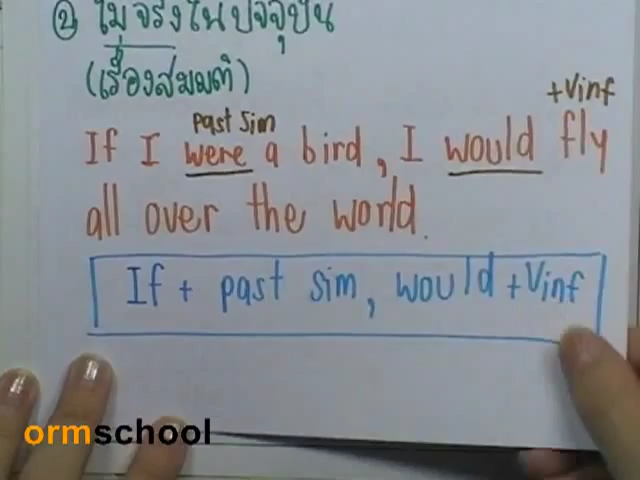 ② ไม่จริงในปัจจุบัน
(เรื่องสมมติ)
past sim +Vinf
If I were a bird, I would fly
all over the world.
If + past sim, would +Vinf
ormschool